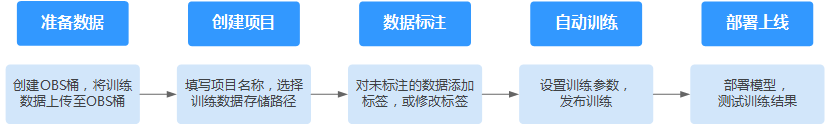 准备数据
创建项目
数据标注
自动训练
部署上线
创建OBS桶，将训练
数据上传至OBS桶
填写项目名称，选择
训练数据存储路径
对未标注的数据添加
标签，或修改标签
设置训练参数，
发布训练
部署模型，
测试训练结果